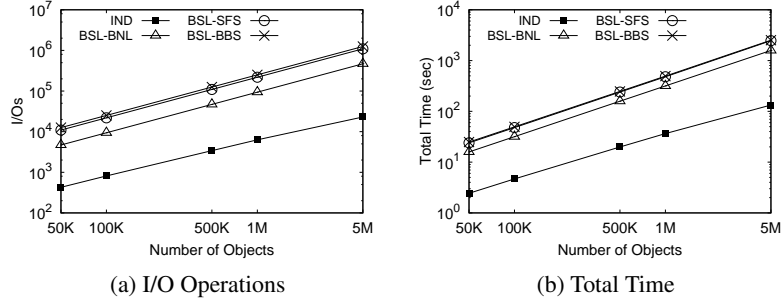 IND
BSL-BNL
BSL-SFS
BSL-BBS
I/Os
10^6
10^5
10^4
10^3
10^2
50K 100K 500K 1M 5M
Number of Objects
(a) I/O Operations
IND
BSL-BNL
BSL-SFS
BSL-BBS
Total Time (sec)
10^4
10^3
10^2
10^1
10^0
50K 100K 500K 1M 5M
Number of Objects
(b) Total Time